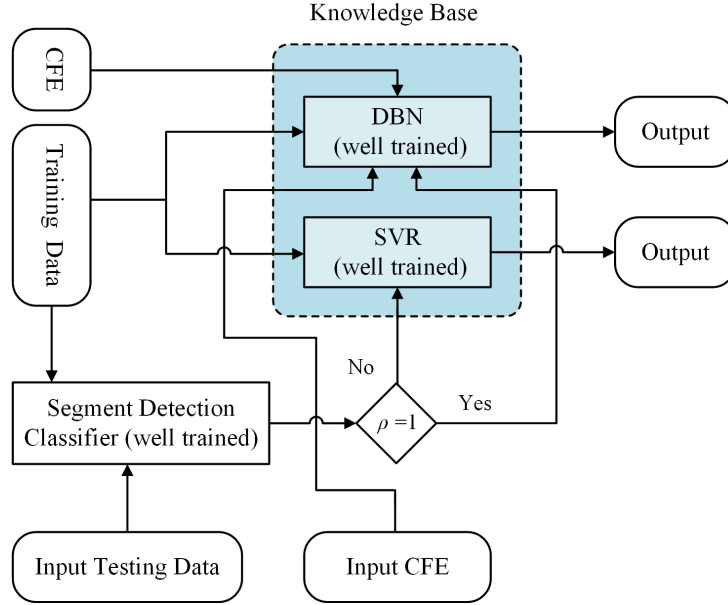 Knowledge Base
CFE
DBN
(well trained)
Output
Training Data
SVR
(well trained)
Output
No
Yes
Segment Detection
Classifier (well trained)
ρ =1
Input Testing Data
Input CFE